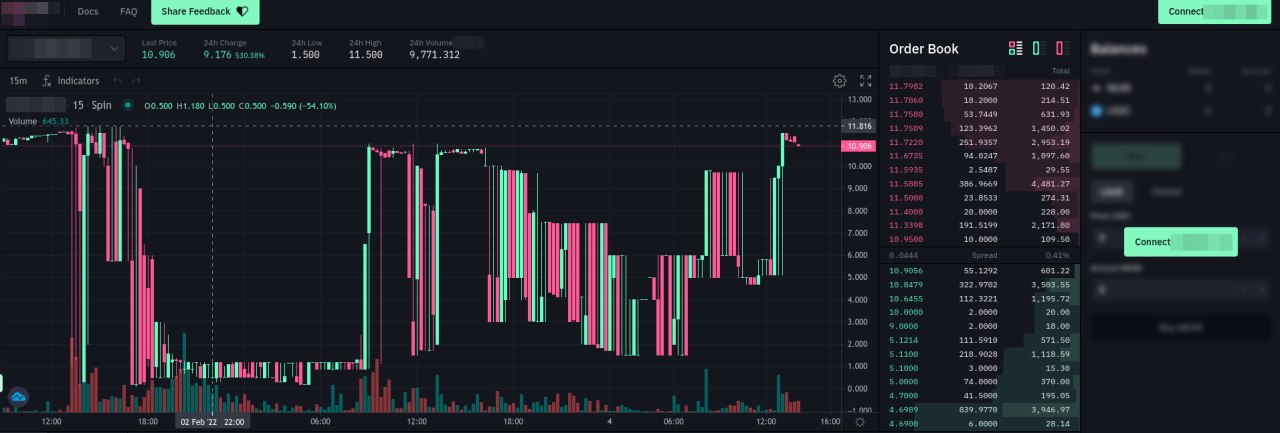 Docs FAQ Share Feedback Connect
Last Price 24h Change 24h Low 24h High 24h Volume
10.906 9.176 530.38% 1.500 11.500 9,771.312
15m Indicators
· 15 · Spin O0.500 H1.180 L0.500 C0.500 −0.590 (−54.10%)
Volume 645.33
13.000
11.816
10.906
10.000
9.000
8.000
7.000
6.000
5.000
4.000
3.000
2.000
1.000
0.000
−1.000
12:00 18:00 02 Feb '22 22:00 06:00 12:00 18:00 4 06:00 12:00 16:00
Order Book
Total
11.7982 10.2067 120.42
11.7860 18.2000 214.51
11.7580 53.7449 631.93
11.7509 123.3962 1,450.02
11.7220 251.9357 2,953.19
11.6735 94.0247 1,097.60
11.5935 2.5487 29.55
11.5805 386.9669 4,481.27
11.5000 23.8533 274.31
11.4000 20.0000 228.00
11.3398 191.5199 2,171.80
10.9500 10.0000 109.50
0.0444 Spread 0.41%
10.9056 55.1292 601.22
10.8479 322.9702 3,503.55
10.6455 112.3221 1,195.72
10.0000 2.0000 20.00
9.0000 2.0000 18.00
5.1214 111.5910 571.50
5.1100 218.9028 1,118.59
5.1000 3.0000 15.30
5.0000 74.0000 370.00
4.7000 41.5000 195.05
4.6989 839.9770 3,946.97
4.6900 6.0000 28.14
Connect